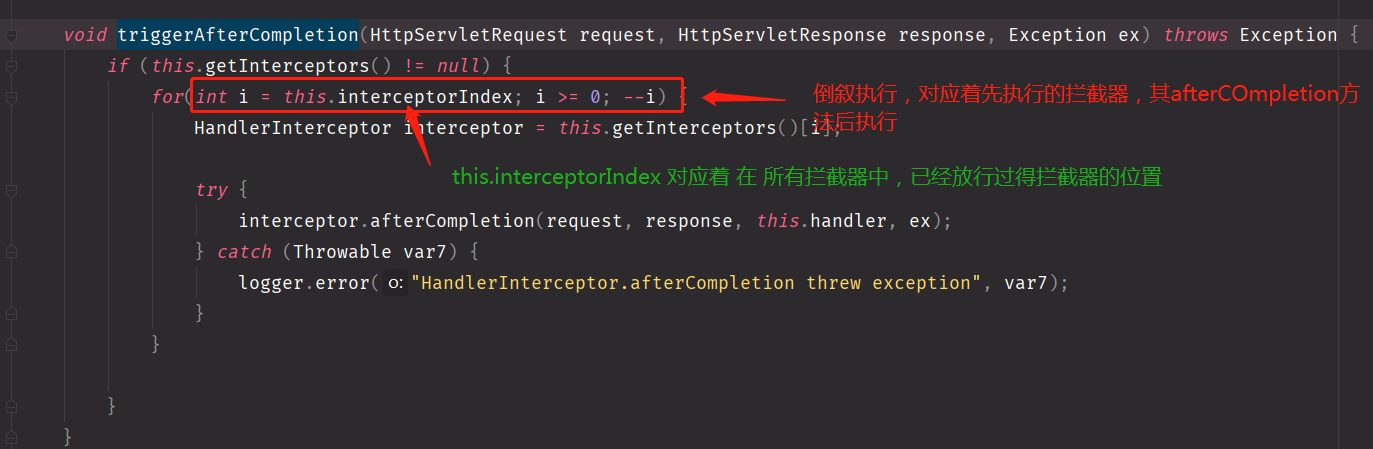 void triggerAfterCompletion(HttpServletRequest request, HttpServletResponse response, Exception ex) throws Exception {
if (this.getInterceptors() != null) {
for(int i = this.interceptorIndex; i >= 0; --i) {
倒叙执行，对应着先执行的拦截器，其afterCOmpletion方
法后执行
HandlerInterceptor interceptor = this.getInterceptors()[i];
this.interceptorIndex 对应着 在 所有拦截器中，已经放行过得拦截器的位置
try {
interceptor.afterCompletion(request, response, this.handler, ex);
} catch (Throwable var7) {
logger.error( o: "HandlerInterceptor.afterCompletion threw exception", var7);
}
}
}
}